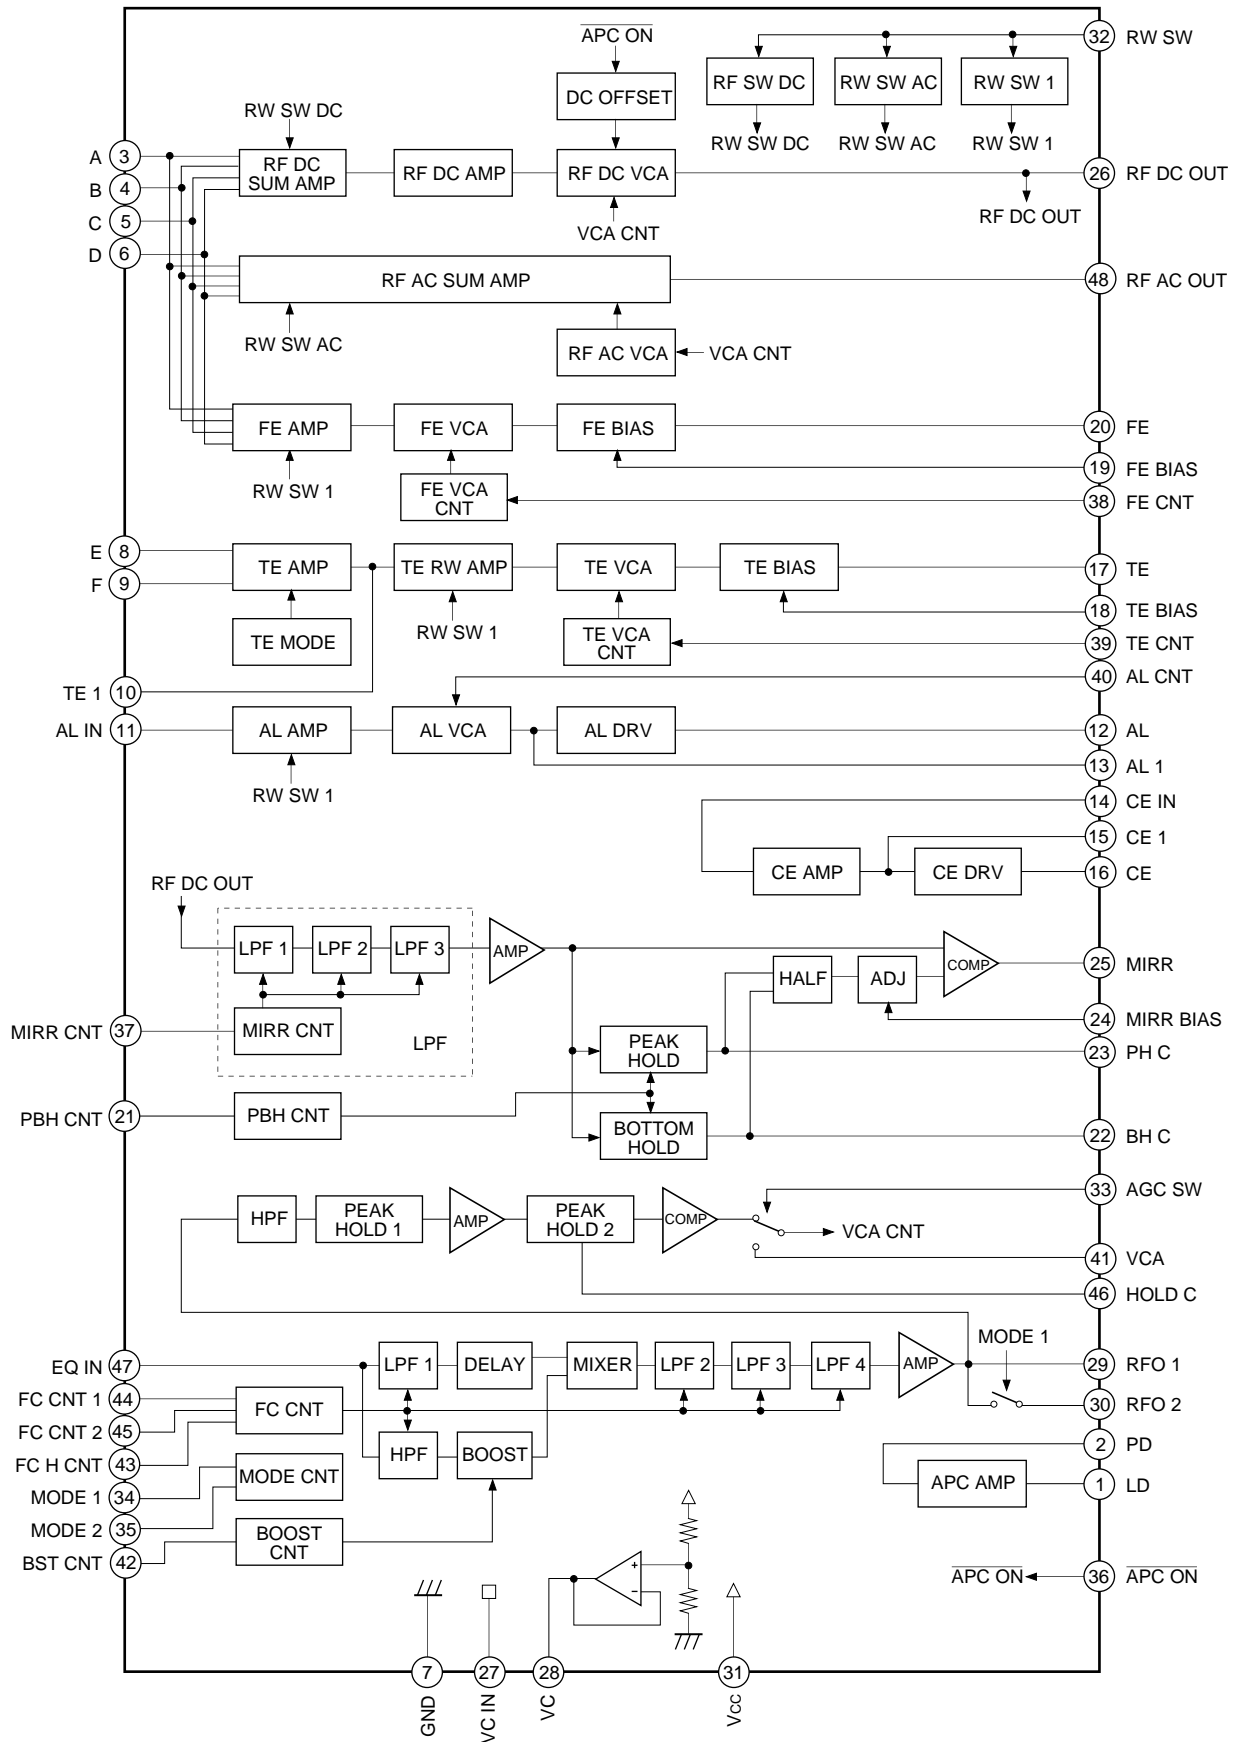 APC ON
32 RW SW
DC OFFSET
RF SW DC
RW SW AC
RW SW 1
RW SW DC
RW SW DC
RW SW AC
RW SW 1
A 3
B 4
C 5
D 6
RF DC
SUM AMP
RF DC AMP
RF DC VCA
26 RF DC OUT
RF DC OUT
VCA CNT
RF AC SUM AMP
48 RF AC OUT
RW SW AC
RF AC VCA
VCA CNT
FE AMP
FE VCA
FE BIAS
20 FE
19 FE BIAS
RW SW 1
FE VCA
CNT
38 FE CNT
E 8
F 9
TE AMP
TE RW AMP
TE VCA
TE BIAS
17 TE
18 TE BIAS
TE MODE
RW SW 1
TE VCA
CNT
39 TE CNT
40 AL CNT
TE 1 10
AL IN 11
AL AMP
AL VCA
AL DRV
12 AL
13 AL 1
RW SW 1
14 CE IN
15 CE 1
CE AMP
CE DRV
16 CE
RF DC OUT
LPF 1
LPF 2
LPF 3
AMP
COMP
25 MIRR
HALF
ADJ
24 MIRR BIAS
MIRR CNT 37
MIRR CNT
LPF
PEAK
HOLD
23 PH C
PBH CNT 21
PBH CNT
BOTTOM
HOLD
22 BH C
33 AGC SW
HPF
PEAK
HOLD 1
AMP
PEAK
HOLD 2
COMP
VCA CNT
41 VCA
46 HOLD C
MODE 1
EQ IN 47
LPF 1
DELAY
MIXER
LPF 2
LPF 3
LPF 4
AMP
29 RFO 1
30 RFO 2
FC CNT 1 44
FC CNT 2 45
FC H CNT 43
FC CNT
HPF
BOOST
2 PD
APC AMP
1 LD
MODE 1 34
MODE 2 35
MODE CNT
BST CNT 42
BOOST
CNT
+
−
APC ON
36 APC ON
7
27
28
31
GND
VC IN
VC
Vcc